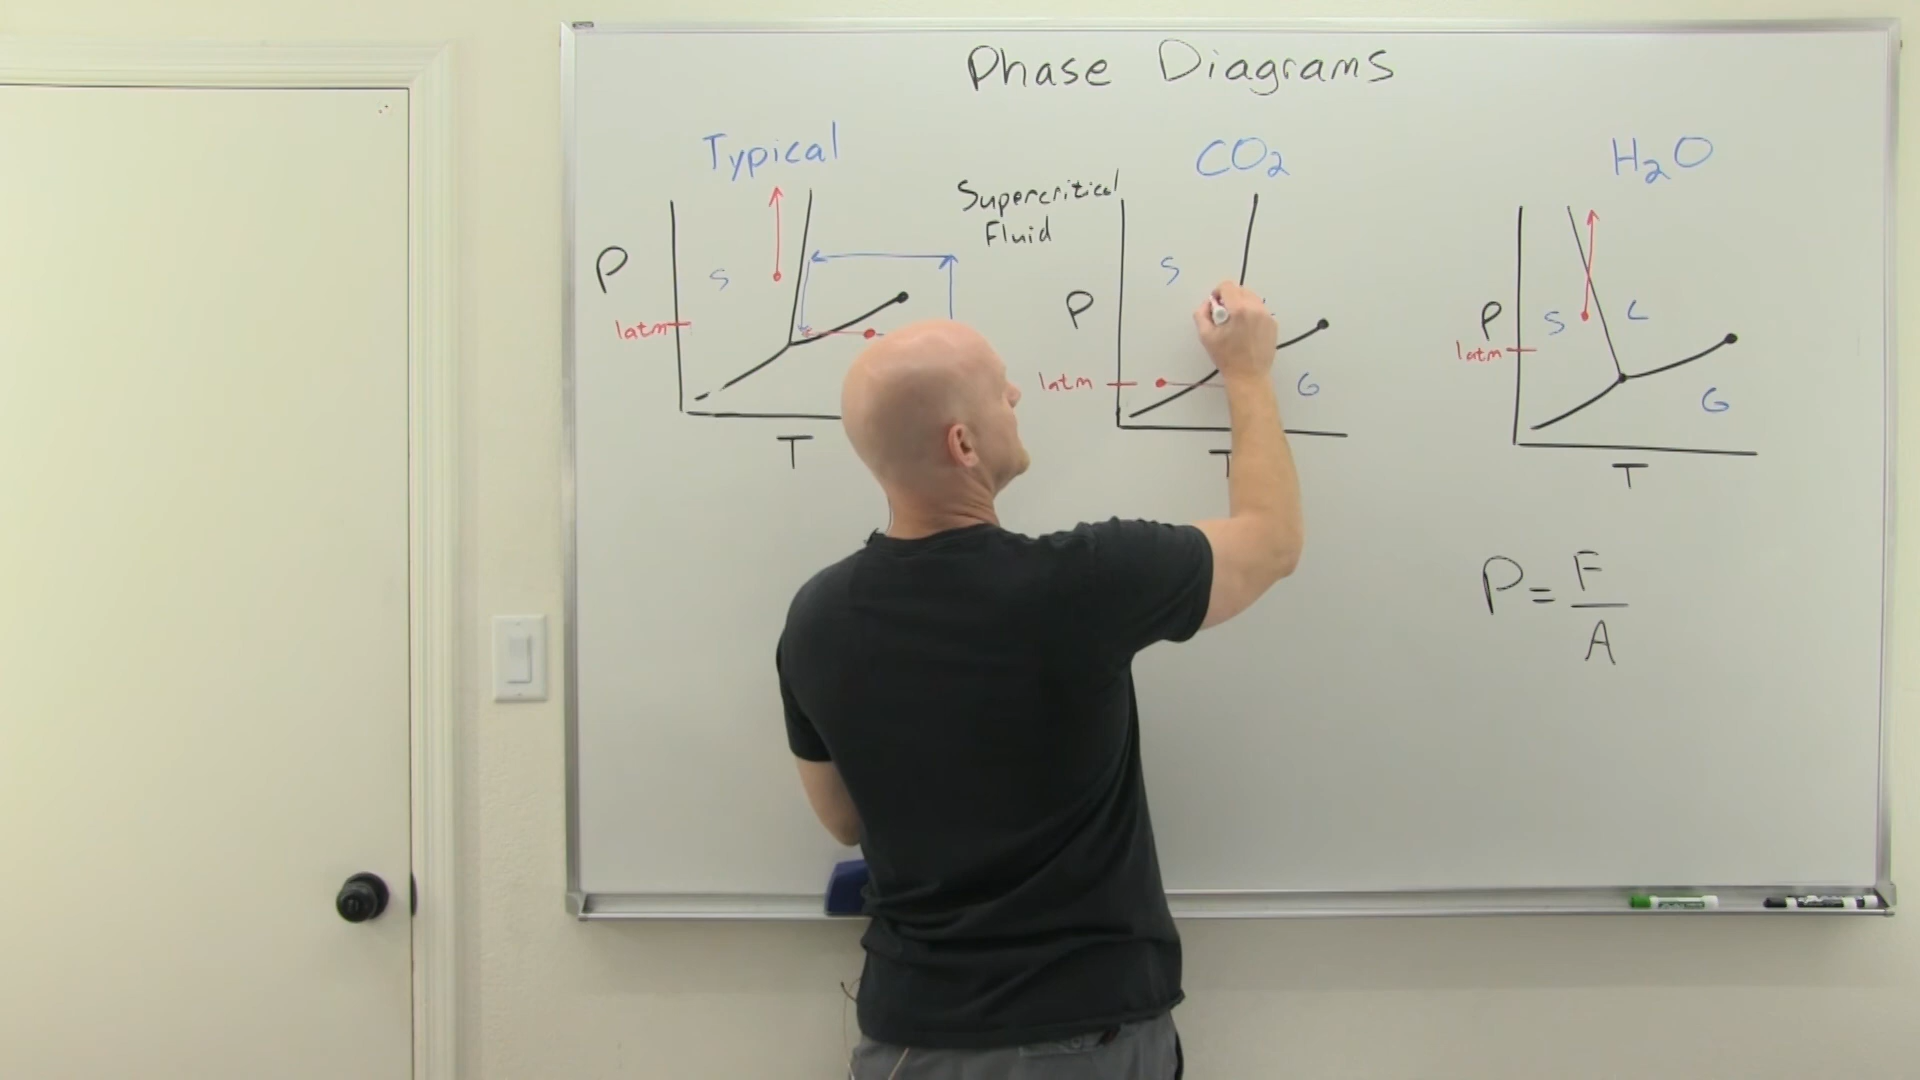 Phase Diagrams
Typical
P
S
1atm
T
Supercritical
Fluid
CO2
P
S
1atm
G
T
H2O
P
S
L
1atm
G
T
P = F
A